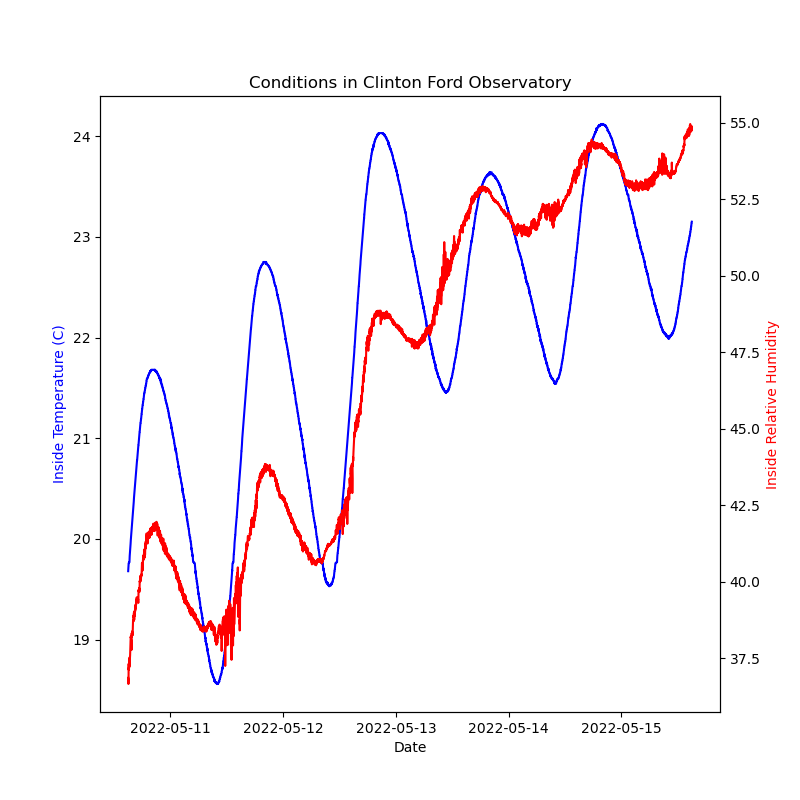 Conditions in Clinton Ford Observatory
24
23
22
21
20
19
Inside Temperature (C)
55.0
52.5
50.0
47.5
45.0
42.5
40.0
37.5
Inside Relative Humidity
2022-05-11 2022-05-12 2022-05-13 2022-05-14 2022-05-15
Date